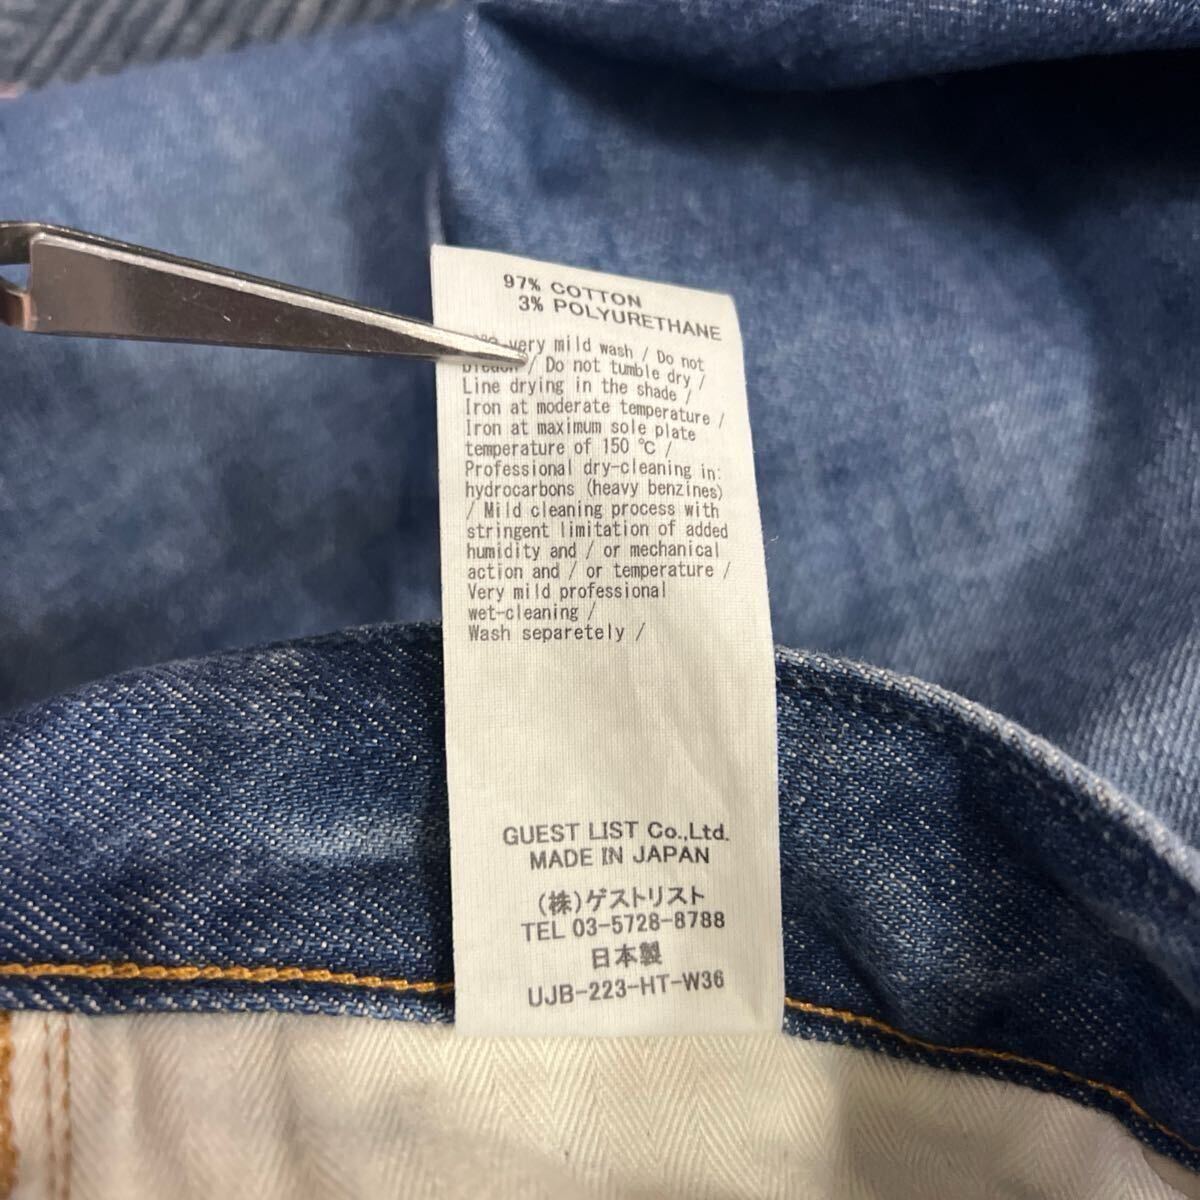 97% COTTON
3% POLYURETHANE
very mild wash / Do not
/ Do not tumble dry /
Line drying in the shade /
Iron at moderate temperature /
Iron at maximum sole plate
temperature of 150 ℃ /
Professional dry-cleaning in:
hydrocarbons (heavy benzines)
/ Mild cleaning process with
stringent limitation of added
humidity and / or mechanical
action and / or temperature /
Very mild professional
wet-cleaning /
Wash separetely /
GUEST LIST Co.,Ltd.
MADE IN JAPAN
(株)ゲストリスト
TEL 03-5728-8788
日本製
UJB-223-HT-W36